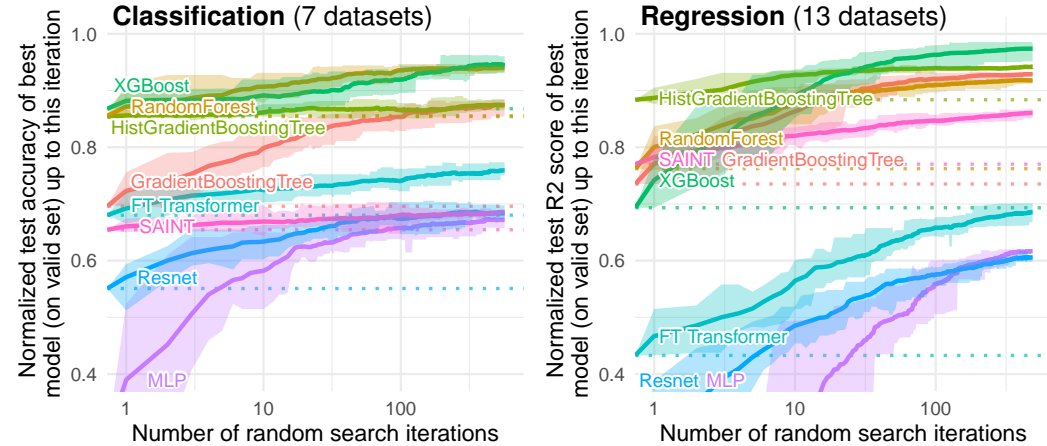 Classification (7 datasets)
Normalized test accuracy of best
model (on valid set) up to this iteration
1.0
0.8
0.6
0.4
XGBoost
RandomForest
HistGradientBoostingTree
GradientBoostingTree
FT Transformer
SAINT
Resnet
MLP
1 10 100
Number of random search iterations
Regression (13 datasets)
Normalized test R2 score of best
model (on valid set) up to this iteration
1.0
0.8
0.6
0.4
HistGradientBoostingTree
RandomForest
SAINT GradientBoostingTree
XGBoost
FT Transformer
Resnet MLP
1 10 100
Number of random search iterations